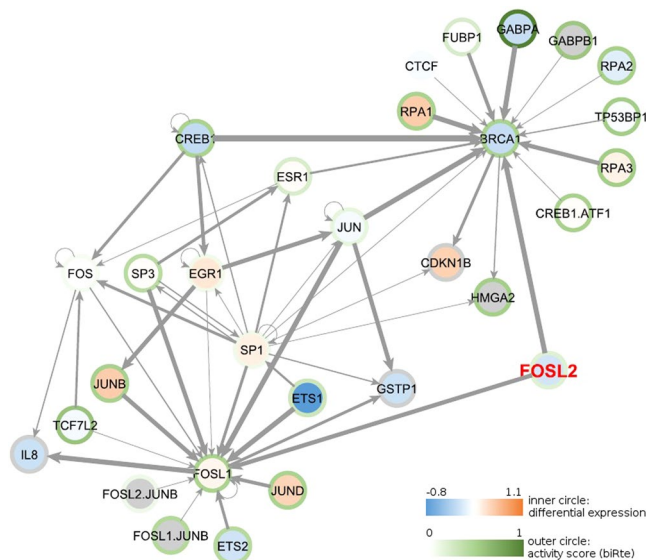 GABPA
FUBP1
GABPB1
CTCF
RPA2
RPA1
TP53BP1
CREB1
BRCA1
RPA3
ESR1
CREB1.ATF1
JUN
FOS
SP3
EGR1
CDKN1B
HMGA2
SP1
FOSL2
JUNB
ETS1
GSTP1
TCF7L2
IL8
FOSL1
FOSL2.JUNB
JUND
FOSL1.JUNB
ETS2
-0.8 1.1
inner circle:
differential expression
0 1
outer circle:
activity score (biRte)